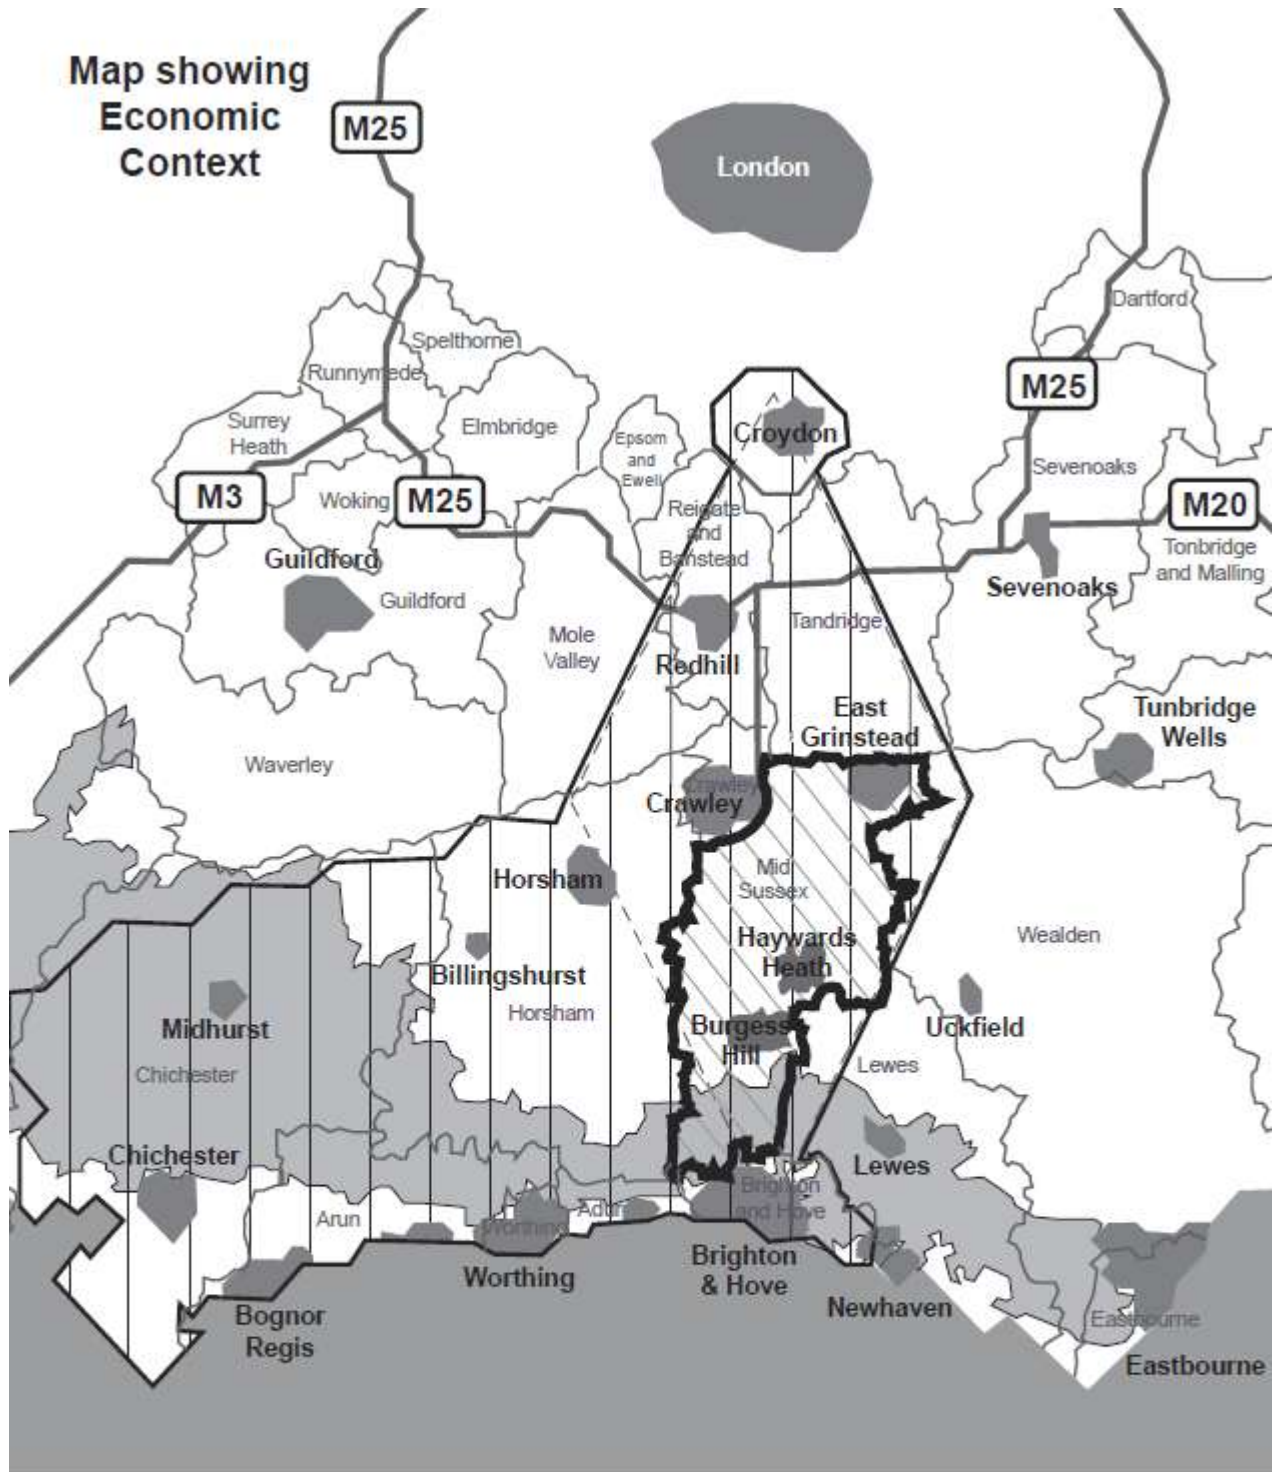 Map showing
Economic
Context
M25
London
Dartford
Spelthorne
Runnymede
M25
Surrey
Heath
Elmbridge
Croydon
Epsom
and
Ewell
Sevenoaks
M3
Woking
M25
M20
Reigate
and
Banstead
Tonbridge
and Malling
Guildford
Guildford
Sevenoaks
Mole
Valley
Tandridge
Redhill
East
Grinstead
Tunbridge
Wells
Waverley
Crawley
Crawley
Horsham
Mid
Sussex
Haywards
Heath
Wealden
Billingshurst
Horsham
Midhurst
Burgess
Hill
Uckfield
Chichester
Lewes
Chichester
Lewes
Brighton
and Hove
Arun
Worthing
Adur
Worthing
Brighton
& Hove
Newhaven
Bognor
Regis
Eastbourne
Eastbourne